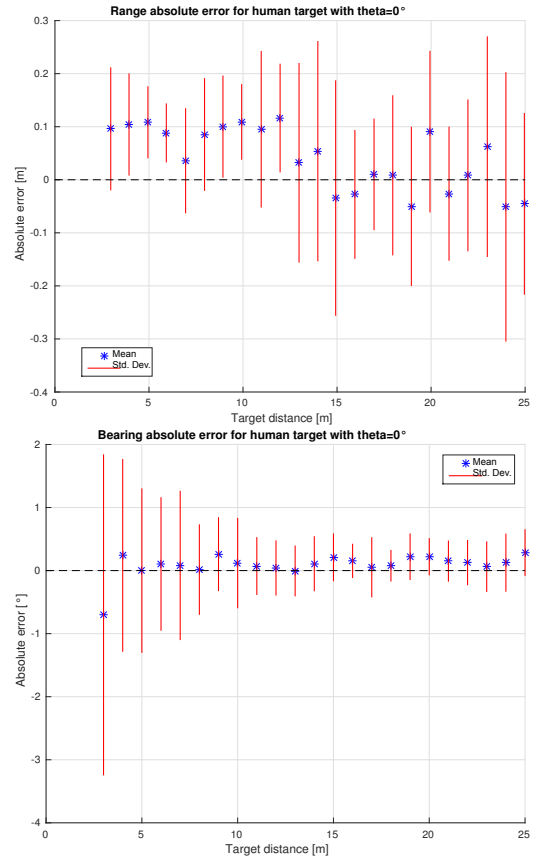 Range absolute error for human target with theta=0°
0.3
0.2
0.1
0
-0.1
-0.2
-0.3
-0.4
Absolute error [m]
Mean
Std. Dev.
0 5 10 15 20 25
Target distance [m]
Bearing absolute error for human target with theta=0°
2
1
0
-1
-2
-3
-4
Absolute error [°]
Mean
Std. Dev.
0 5 10 15 20 25
Target distance [m]